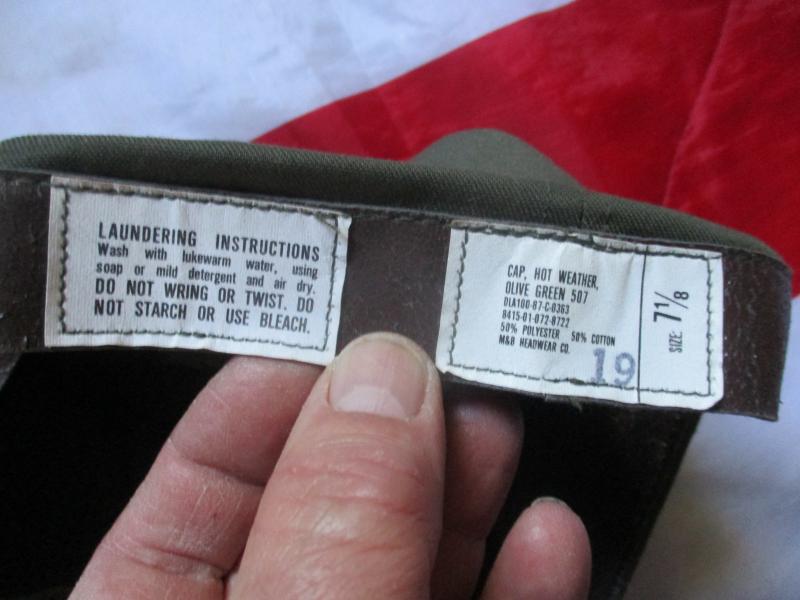 LAUNDERING INSTRUCTIONS
Wash with lukewarm water, using
soap or mild detergent and air dry.
DO NOT WRING OR TWIST. DO
NOT STARCH OR USE BLEACH.
CAP, HOT WEATHER,
OLIVE GREEN 507
DLA100-87-C-0363
8415-01-072-8722
50% POLYESTER 50% COTTON
M&B HEADWEAR CO.
19
SIZE: 7 1/8